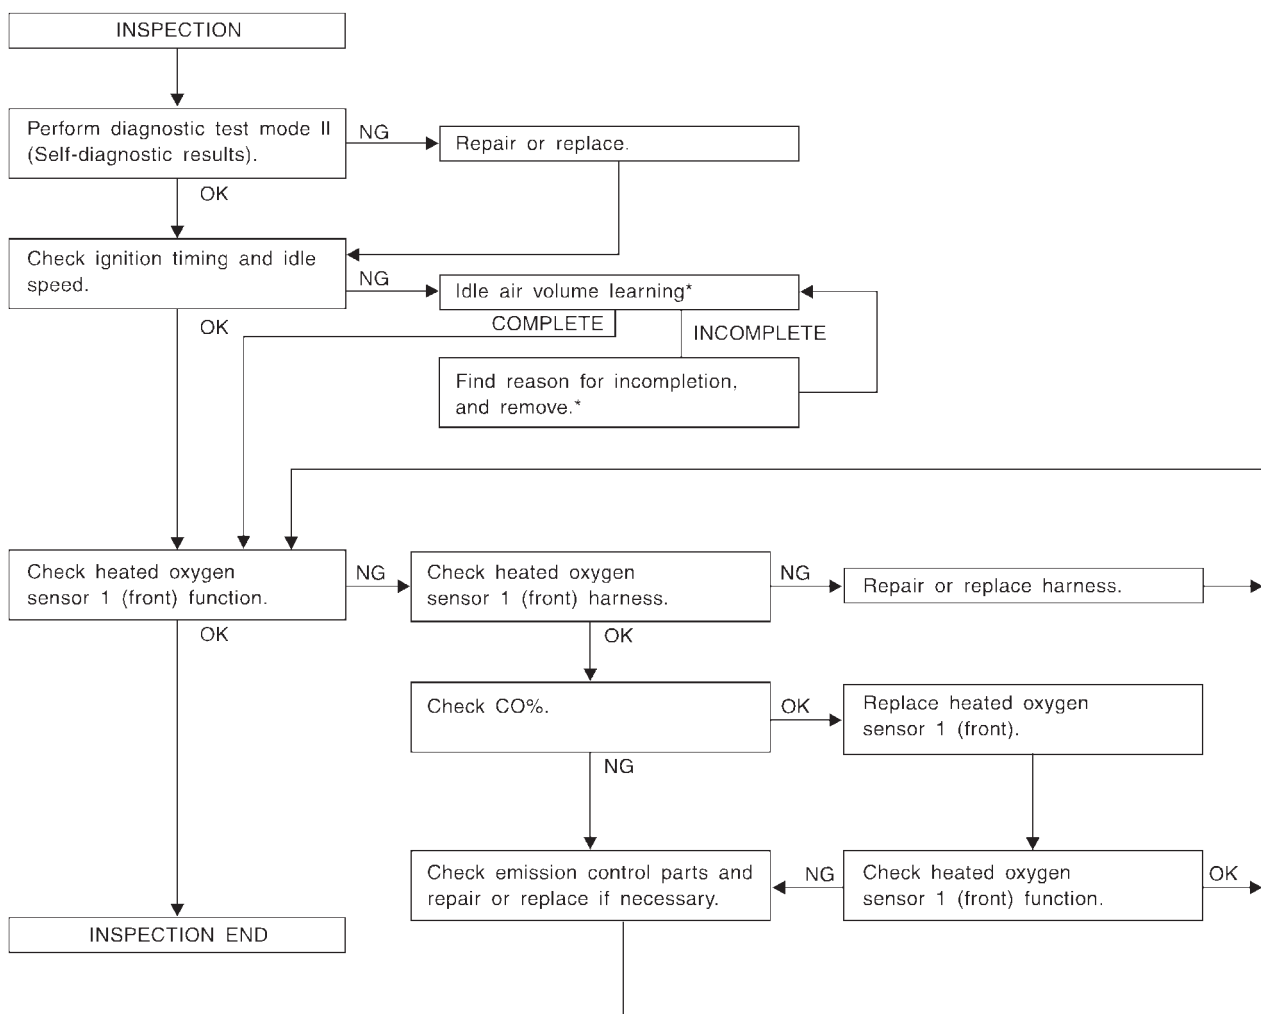 INSPECTION
Perform diagnostic test mode II
(Self-diagnostic results).
NG
Repair or replace.
OK
Check ignition timing and idle
speed.
NG
Idle air volume learning*
OK
COMPLETE
INCOMPLETE
Find reason for incompletion,
and remove.*
Check heated oxygen
sensor 1 (front) function.
NG
Check heated oxygen
sensor 1 (front) harness.
NG
Repair or replace harness.
OK
OK
Check CO%.
OK
Replace heated oxygen
sensor 1 (front).
NG
Check emission control parts and
repair or replace if necessary.
NG
Check heated oxygen
sensor 1 (front) function.
OK
INSPECTION END